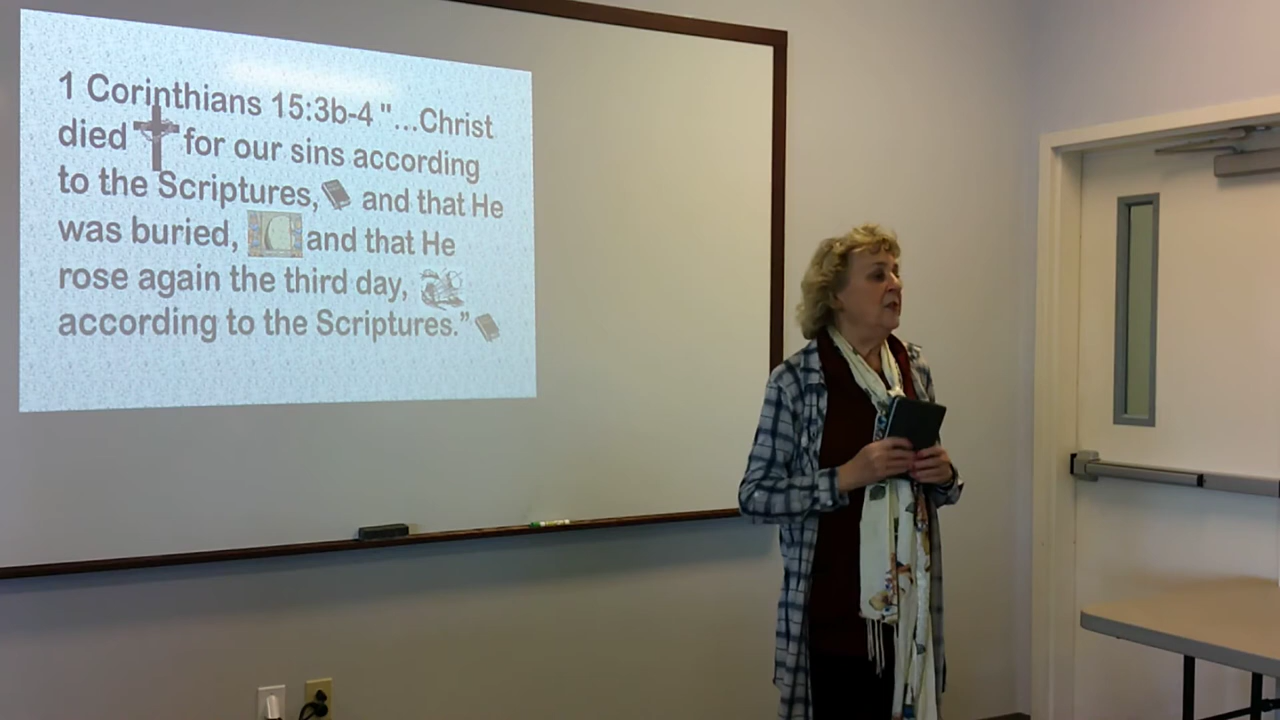 1 Corinthians 15:3b-4 "...Christ
died for our sins according
to the Scriptures, and that He
was buried, and that He
rose again the third day,
according to the Scriptures.”